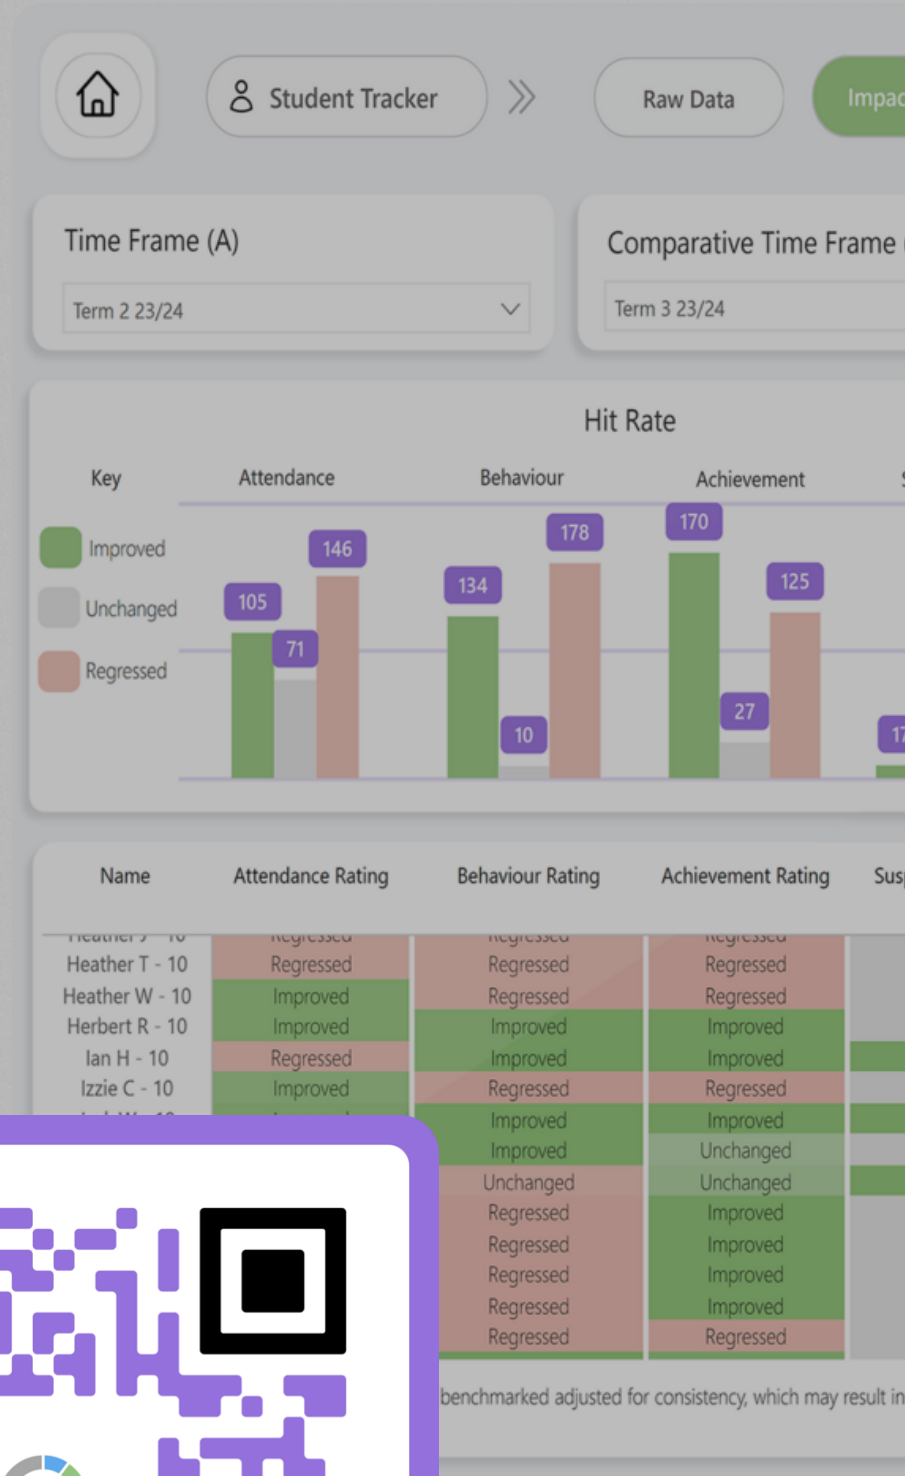 Student Tracker
Raw Data
Time Frame (A)
Term 2 23/24
Comparative Time Frame
Term 3 23/24
Hit Rate
Key
Attendance
Behaviour
Achievement
Improved
Unchanged
Regressed
105
71
146
134
10
178
170
27
125
Name Attendance Rating Behaviour Rating Achievement Rating
Regressed Regressed Regressed
Heather T - 10 Regressed Regressed Regressed
Heather W - 10 Improved Regressed Regressed
Herbert R - 10 Improved Improved Improved
Ian H - 10 Regressed Improved Improved
Izzie C - 10 Improved Regressed Regressed
Improved Improved
Improved Unchanged
Unchanged Unchanged
Regressed Improved
Regressed Improved
Regressed Improved
Regressed Improved
Regressed Regressed
benchmarked adjusted for consistency, which may result in